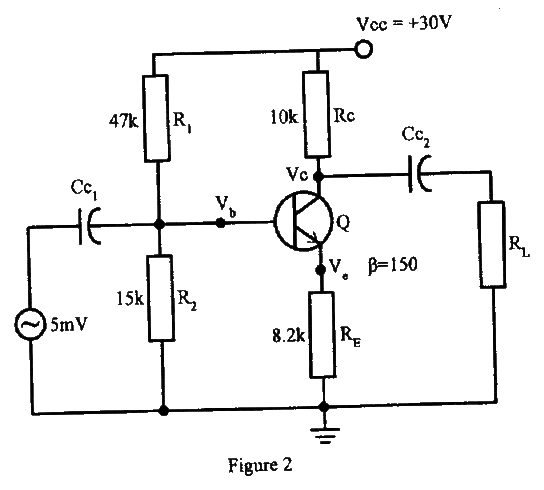 Vcc = +30V
47k R1
10k Rc
Cc2
Vc
Cc1
Vb
Q
RL
Ve β=150
15k R2
5mV
8.2k RE
Figure 2